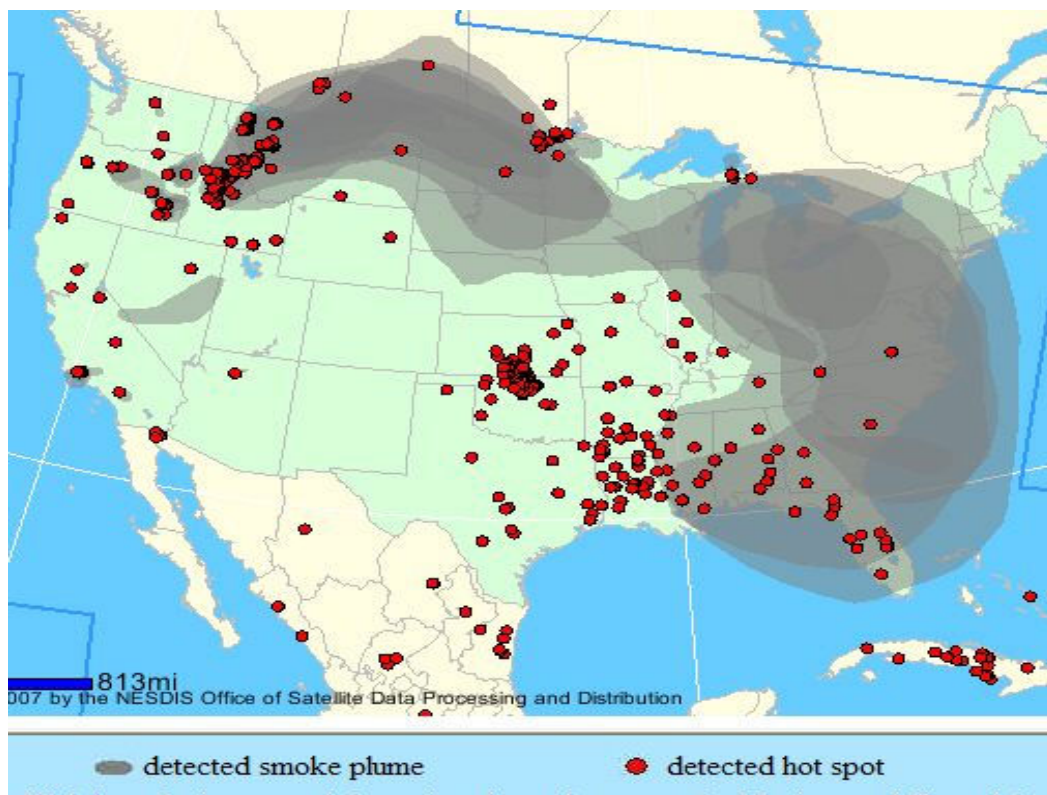 813mi
007 by the NESDIS Office of Satellite Data Processing and Distribution
detected smoke plume
detected hot spot